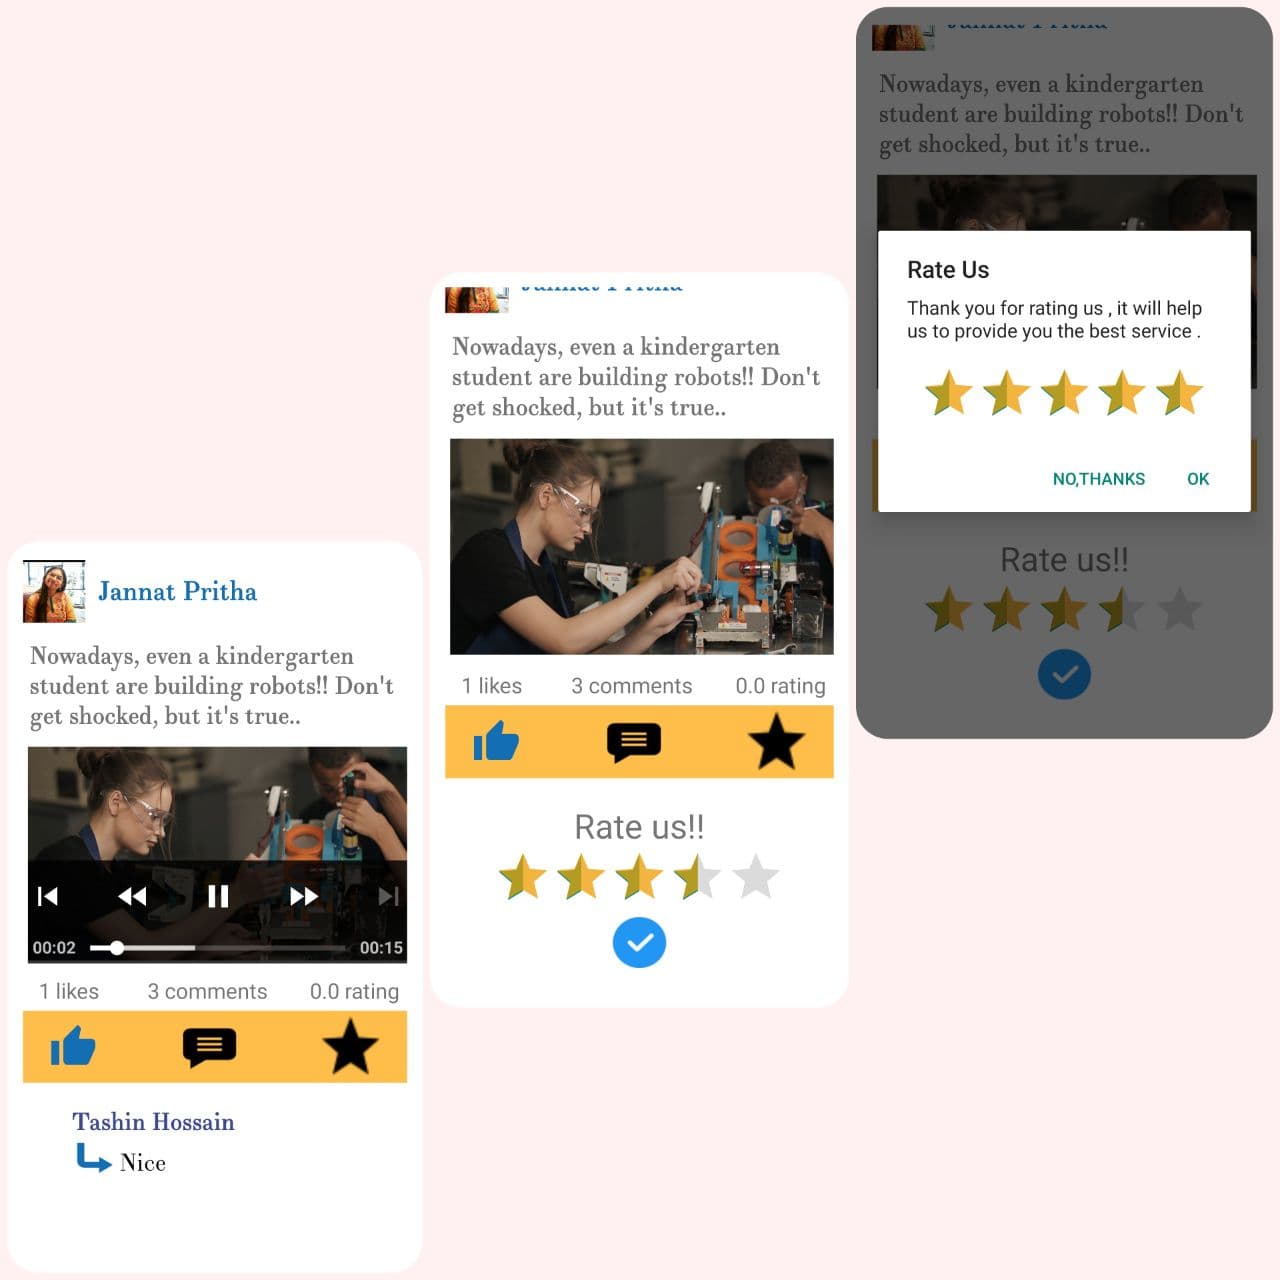 Jannat Pritha
Nowadays, even a kindergarten
student are building robots!! Don't
get shocked, but it's true..
00:02
00:15
1 likes
3 comments
0.0 rating
Tashin Hossain
Nice
Jannat Pritha
Nowadays, even a kindergarten
student are building robots!! Don't
get shocked, but it's true..
1 likes
3 comments
0.0 rating
Rate us!!
Jannat Pritha
Nowadays, even a kindergarten
student are building robots!! Don't
get shocked, but it's true..
Rate Us
Thank you for rating us , it will help
us to provide you the best service .
NO,THANKS
OK
Rate us!!